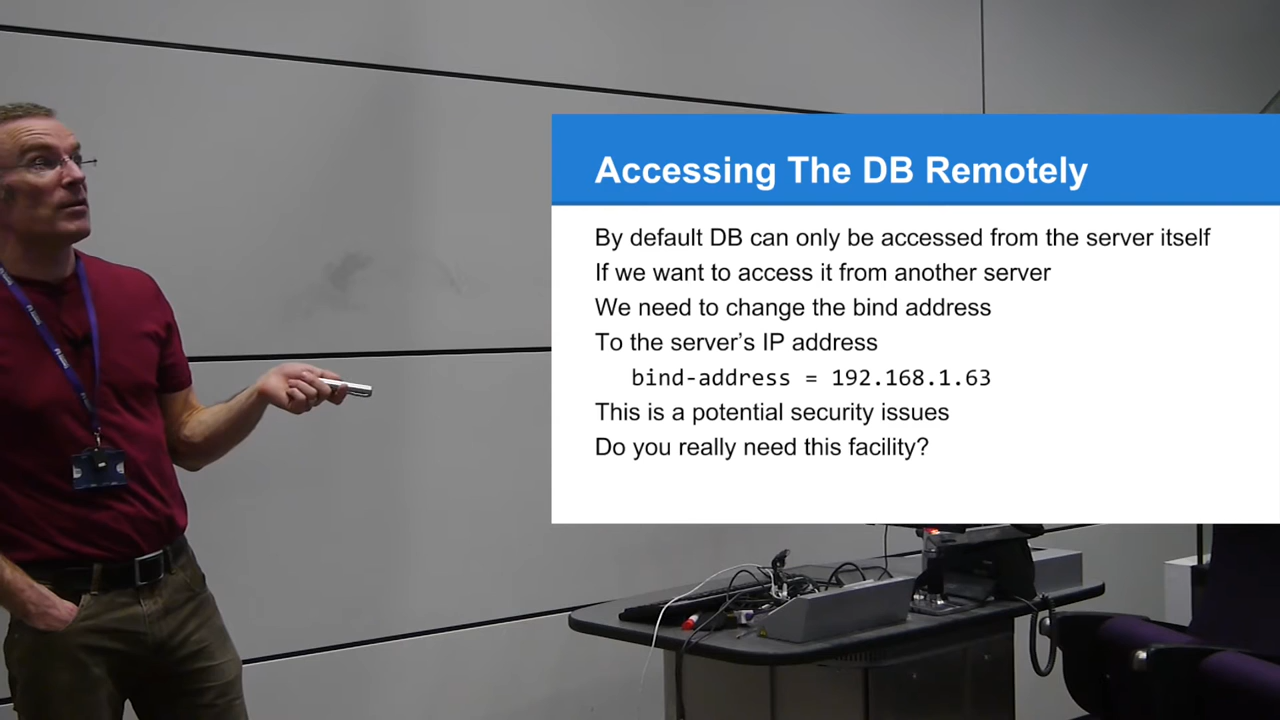 Accessing The DB Remotely
By default DB can only be accessed from the server itself
If we want to access it from another server
We need to change the bind address
To the server's IP address
bind-address = 192.168.1.63
This is a potential security issues
Do you really need this facility?